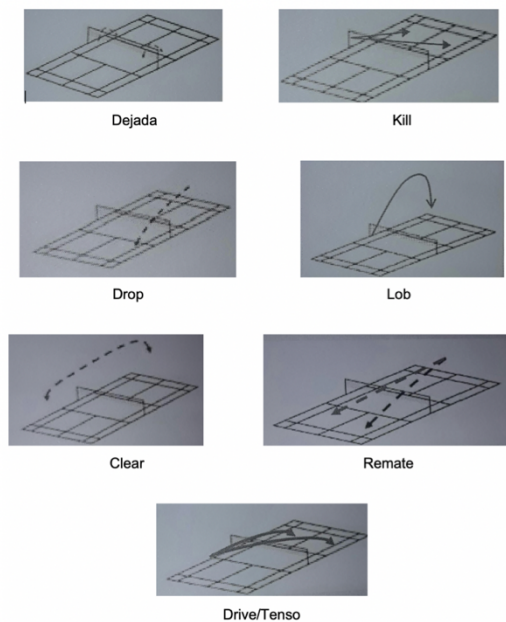 Dejada
Kill
Drop
Lob
Clear
Remate
Drive/Tenso